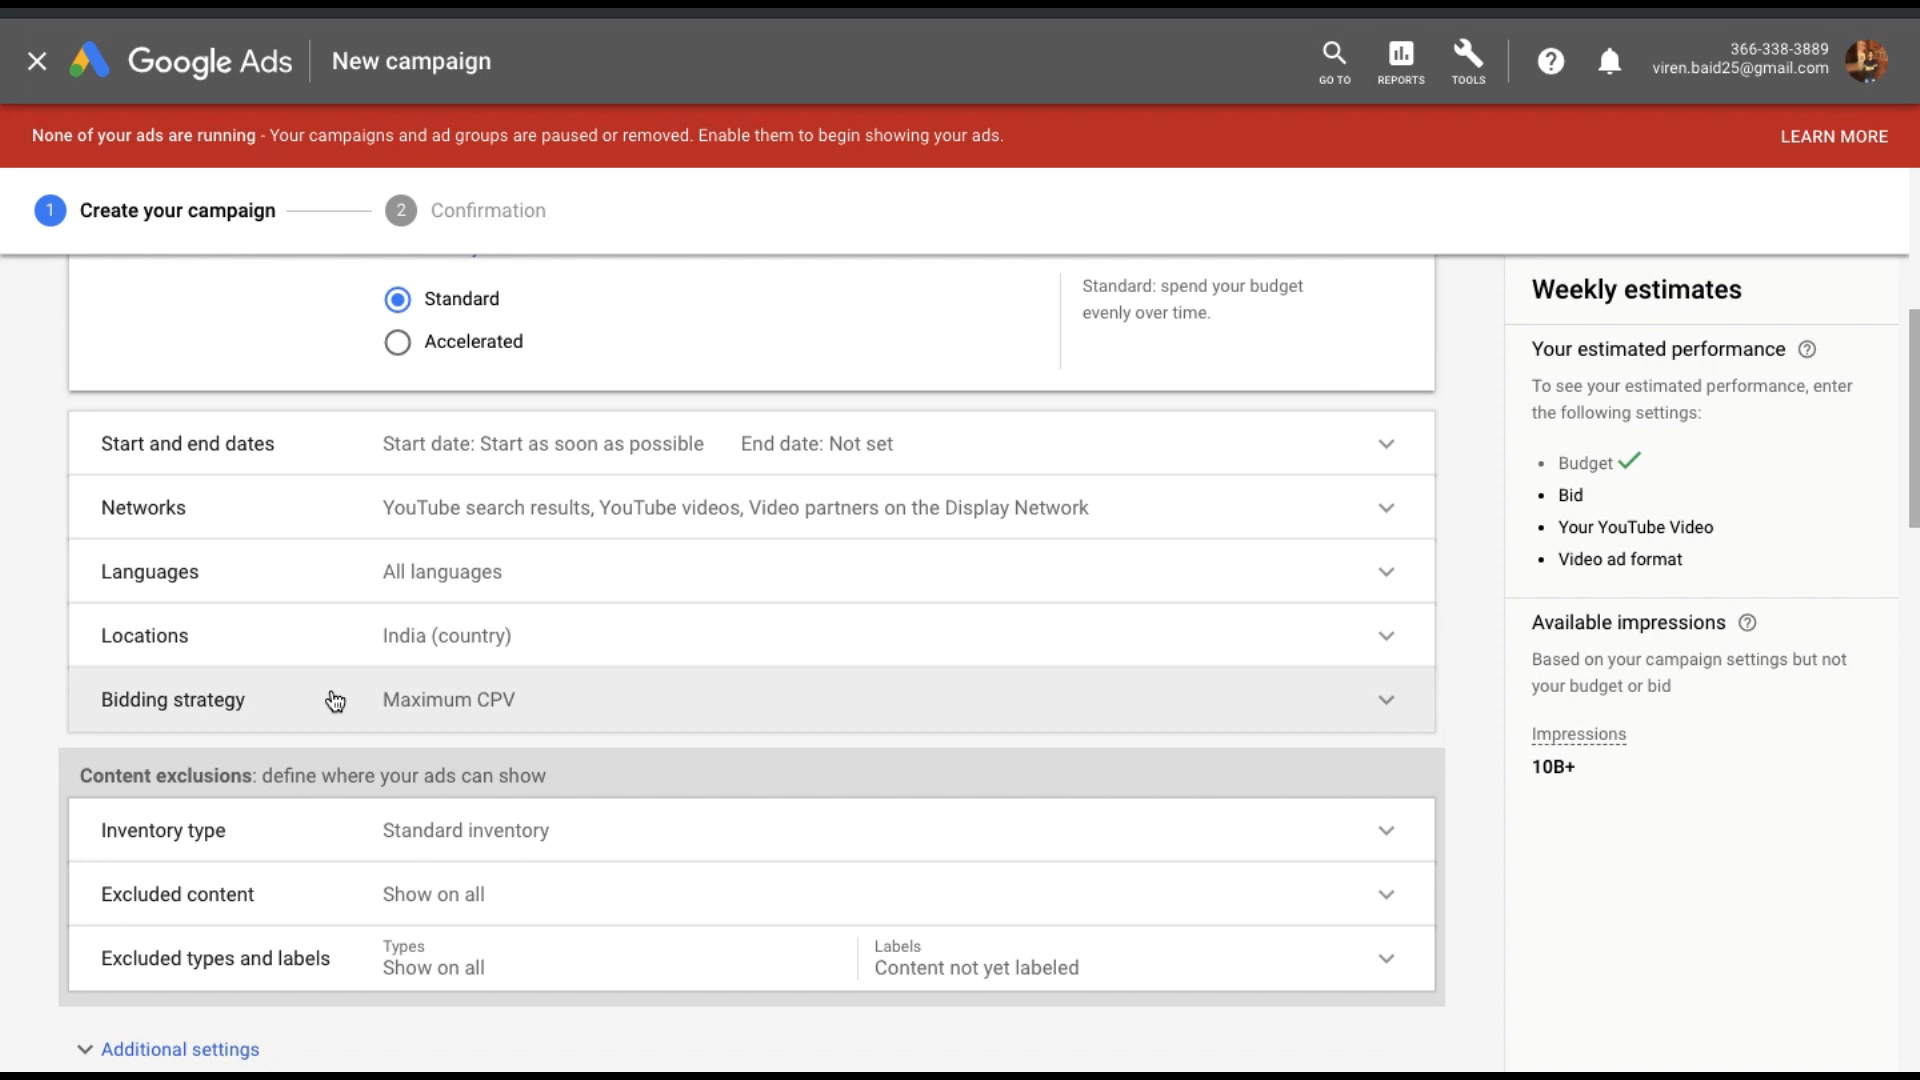 Google Ads
New campaign
GO TO
REPORTS
TOOLS
366-338-3889
viren.baid25@gmail.com
None of your ads are running - Your campaigns and ad groups are paused or removed. Enable them to begin showing your ads.
LEARN MORE
1 Create your campaign
2 Confirmation
Standard
Accelerated
Standard: spend your budget
evenly over time.
Start and end dates
Start date: Start as soon as possible
End date: Not set
Networks
YouTube search results, YouTube videos, Video partners on the Display Network
Languages
All languages
Locations
India (country)
Bidding strategy
Maximum CPV
Content exclusions: define where your ads can show
Inventory type
Standard inventory
Excluded content
Show on all
Excluded types and labels
Types
Show on all
Labels
Content not yet labeled
Additional settings
Weekly estimates
Your estimated performance
To see your estimated performance, enter
the following settings:
• Budget
• Bid
• Your YouTube Video
• Video ad format
Available impressions
Based on your campaign settings but not
your budget or bid
Impressions
10B+